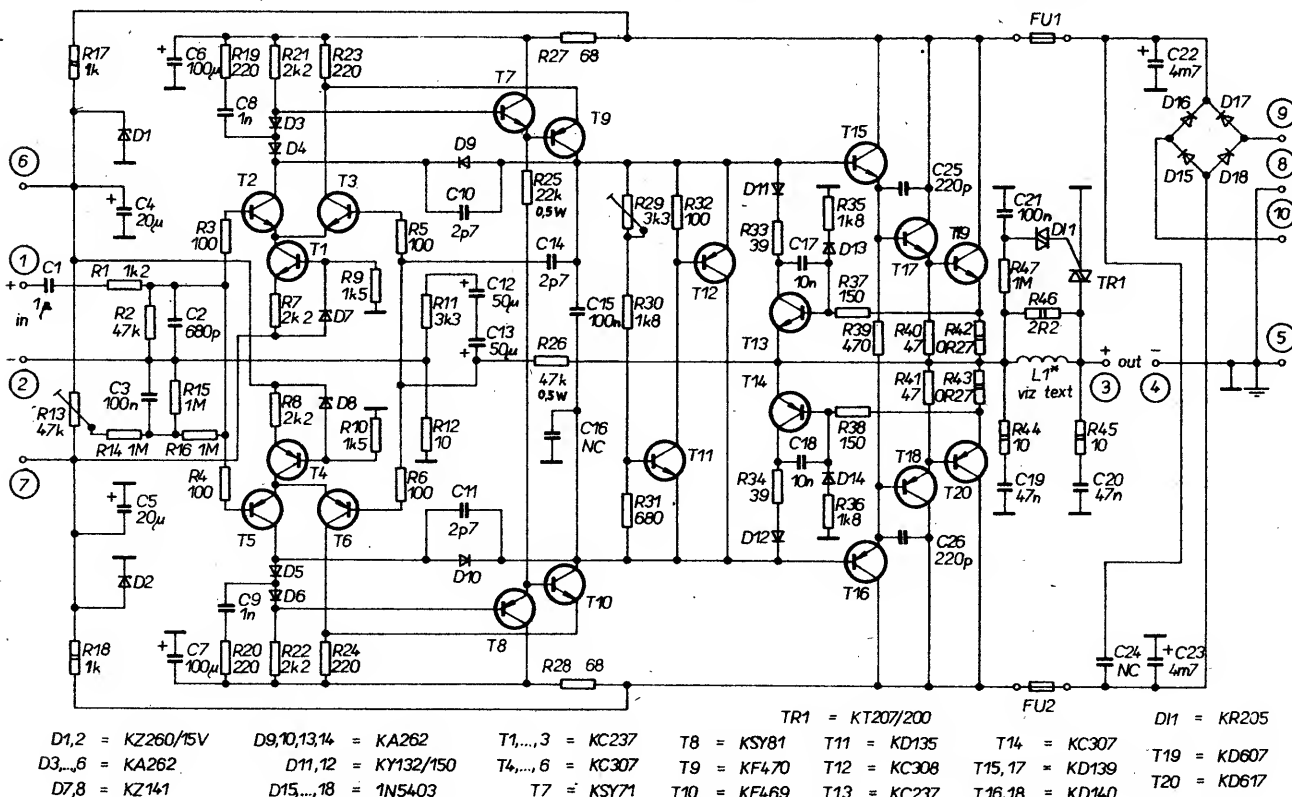 FU1
R17 1k
C6 100µ
R19 220
R21 2k2
R23 220
R27 68
C22 4m7
T7
T9
D16
D17
9
C8 1n
D3
D4
D1
T15
8
D15
D18
10
6
D9
C10 2p7
R25 22k 0,5W
R29 3k3
R32 100
D11
R35 1k8
C25 220p
C21 100n
DI1
C4 20µ
T2
T3
R3 100
R5 100
R33 39
C17 10n
D13
T17
T19
T1
C14 2p7
T12
R47 1M
TR1
1
C1 1µ
R1 1k2
R9 1k5
C12 50µ
R37 150
R46 2R2
+
in
R2 47k
C2 680p
R7 2k2
D7
R11 3k3
C13 50µ
C15 100n
R30 1k8
T13
R39 470
R40 47
R42 0R27
5
–
R26 47k 0,5W
L1*
viz text
+ out –
3
4
2
C3 100n
R15 1M
R8 2k2
D8
T14
R41 47
R43 0R27
R13 47k
R10 1k5
R12 10
C16 NC
R38 150
R44 10
R45 10
R14 1M
R16 1M
T4
T11
C18 10n
T18
T20
7
R4 100
R6 100
R34 39
D14
C19 47n
C20 47n
C11 2p7
R31 680
R36 1k8
C5 20µ
T5
T6
D12
C26 220p
D10
T16
D2
D5
D6
C9 1n
T10
T8
R18 1k
C7 100µ
R20 220
R22 2k2
R24 220
R28 68
C24 NC
C23 4m7
FU2
TR1 = KT207/200
DI1 = KR205
D1,2 = KZ260/15V
D9,10,13,14 = KA262
T1,...,3 = KC237
T8 = KSY81
T11 = KD135
T14 = KC307
D3,...,6 = KA262
D11,12 = KY132/150
T4,...,6 = KC307
T9 = KF470
T12 = KC308
T15,17 = KD139
T19 = KD607
D7,8 = KZ141
D15,...,18 = 1N5403
T7 = KSY71
T10 = KF469
T13 = KC237
T16,18 = KD140
T20 = KD617